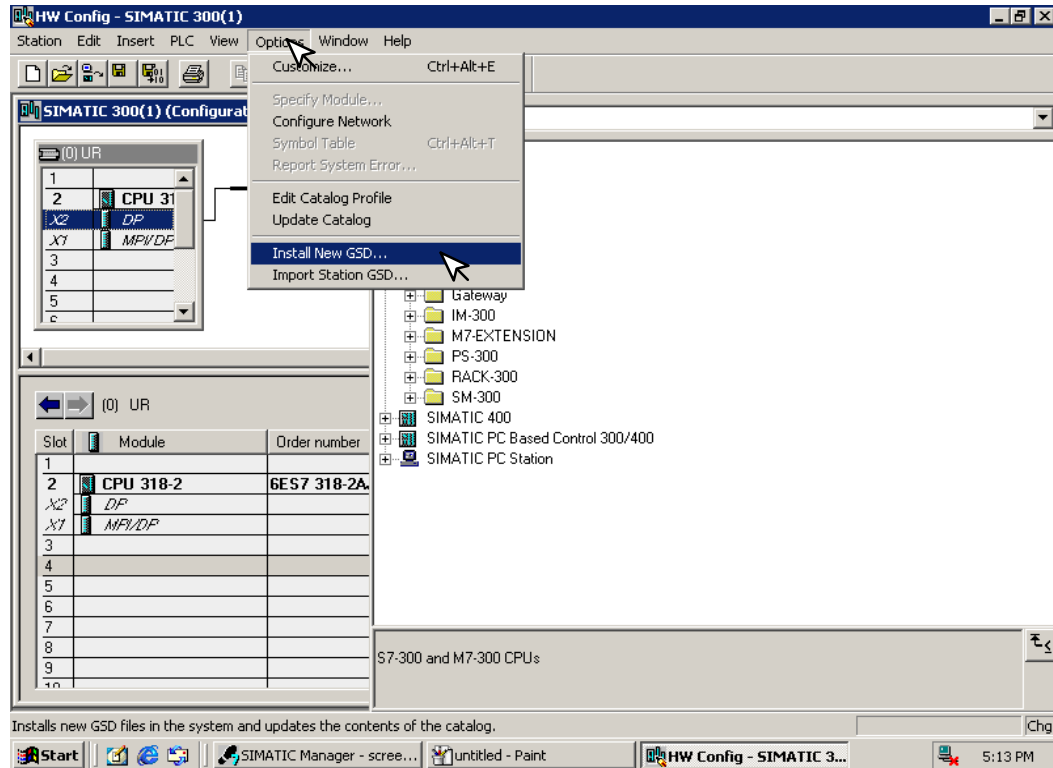 HW Config - SIMATIC 300(1)
Station Edit Insert PLC View Options Window Help
Customize... Ctrl+Alt+E
Specify Module...
Configure Network
Symbol Table Ctrl+Alt+T
Report System Error...
Edit Catalog Profile
Update Catalog
Install New GSD...
Import Station GSD...
SIMATIC 300(1) (Configurat
(0) UR
1
2 CPU 31
X2 DP
X1 MPI/DP
3
4
5
Gateway
IM-300
M7-EXTENSION
PS-300
RACK-300
SM-300
SIMATIC 400
SIMATIC PC Based Control 300/400
SIMATIC PC Station
(0) UR
Slot Module Order number
1
2 CPU 318-2 6ES7 318-2A
X2 DP
X1 MPI/DP
3
4
5
6
7
8
9
10
S7-300 and M7-300 CPUs
Installs new GSD files in the system and updates the contents of the catalog. Chg
Start SIMATIC Manager - scree... untitled - Paint HW Config - SIMATIC 3... 5:13 PM